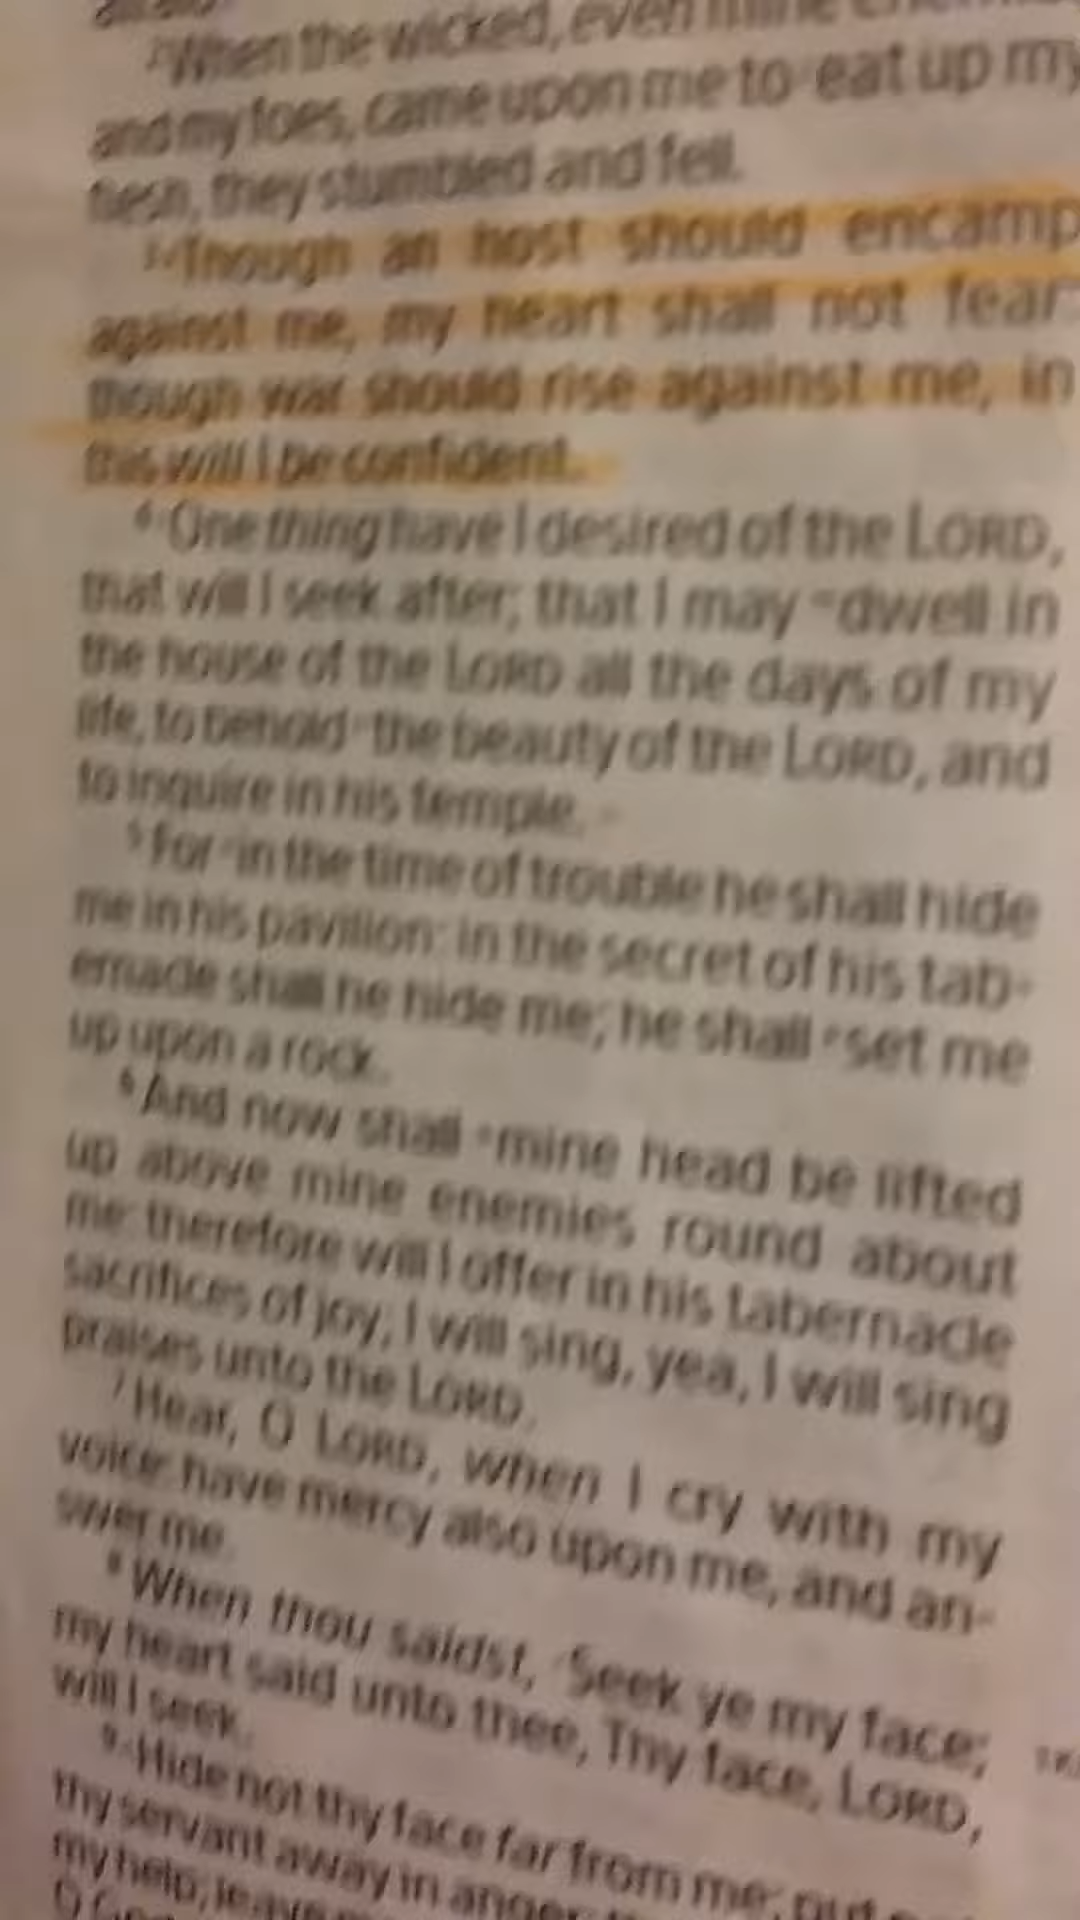 2 When the wicked, even mine
and my foes, came upon me to eat up my
flesh, they stumbled and fell.
3 Though an host should encamp
against me, my heart shall not fear:
though war should rise against me, in
this will I be confident.
4 One thing have I desired of the LORD,
that will I seek after; that I may dwell in
the house of the LORD all the days of my
life, to behold the beauty of the LORD, and
to inquire in his temple.
5 For in the time of trouble he shall hide
me in his pavilion: in the secret of his tab-
ernacle shall he hide me; he shall set me
up upon a rock.
6 And now shall mine head be lifted
up above mine enemies round about
me: therefore will I offer in his tabernacle
sacrifices of joy; I will sing, yea, I will sing
praises unto the LORD.
7 Hear, O LORD, when I cry with my
voice: have mercy also upon me, and an-
swer me.
8 When thou saidst, Seek ye my face;
my heart said unto thee, Thy face, LORD,
will I seek.
9 Hide not thy face far from me; put
thy servant away in anger:
my help; leave
O God